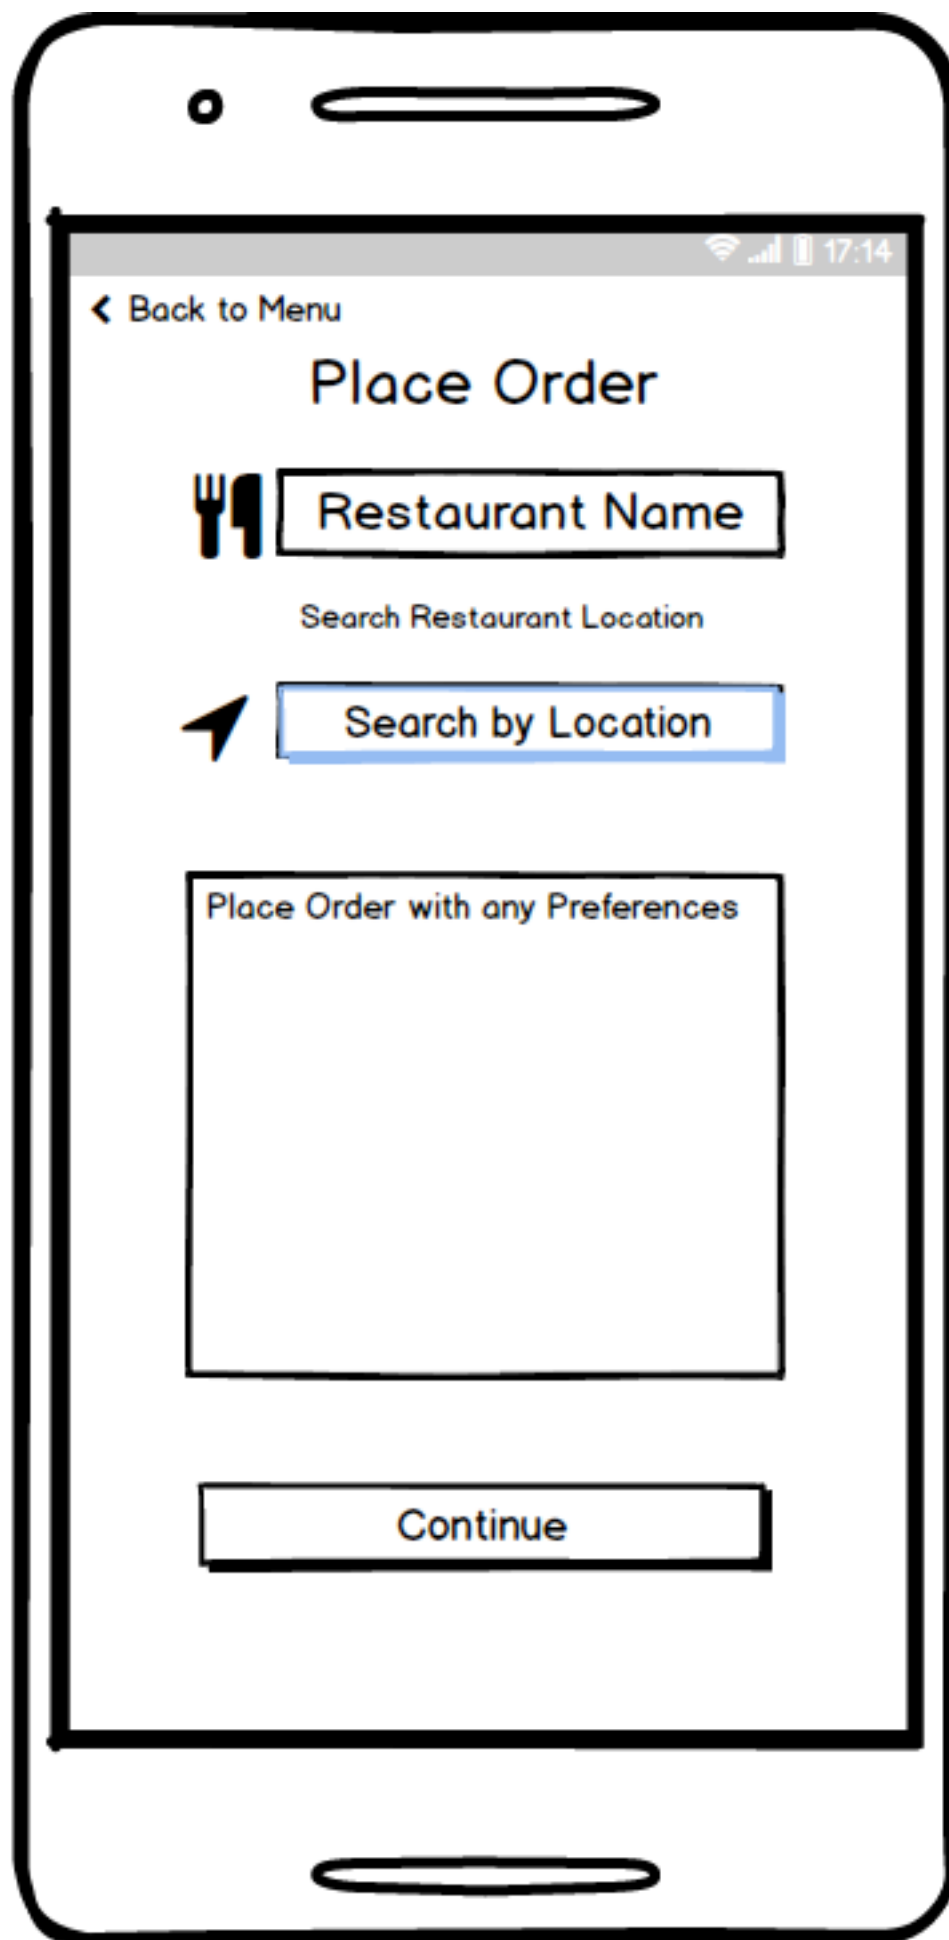 17:14
Back to Menu
Place Order
Restaurant Name
Search Restaurant Location
Search by Location
Place Order with any Preferences
Continue